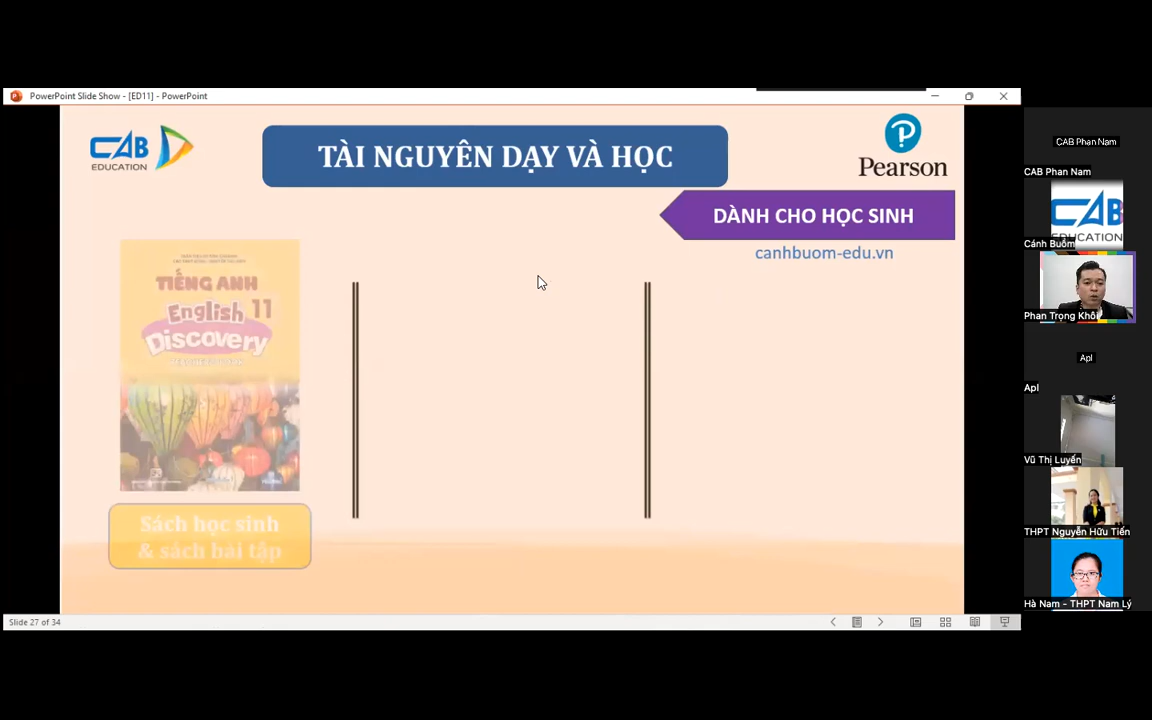 PowerPoint Slide Show - [ED11] - PowerPoint
CAB
EDUCATION
TÀI NGUYÊN DẠY VÀ HỌC
Pearson
DÀNH CHO HỌC SINH
canhbuom-edu.vn
TIẾNG ANH
English 11
Discovery
Sách học sinh
& sách bài tập
Slide 27 of 34
CAB Phan Nam
CAB Phan Nam
CAB
EDUCATION
Cánh Buồm
Phan Trọng Khôi
Apl
Apl
Vũ Thị Luyến
THPT Nguyễn Hữu Tiến
Hà Nam - THPT Nam Lý